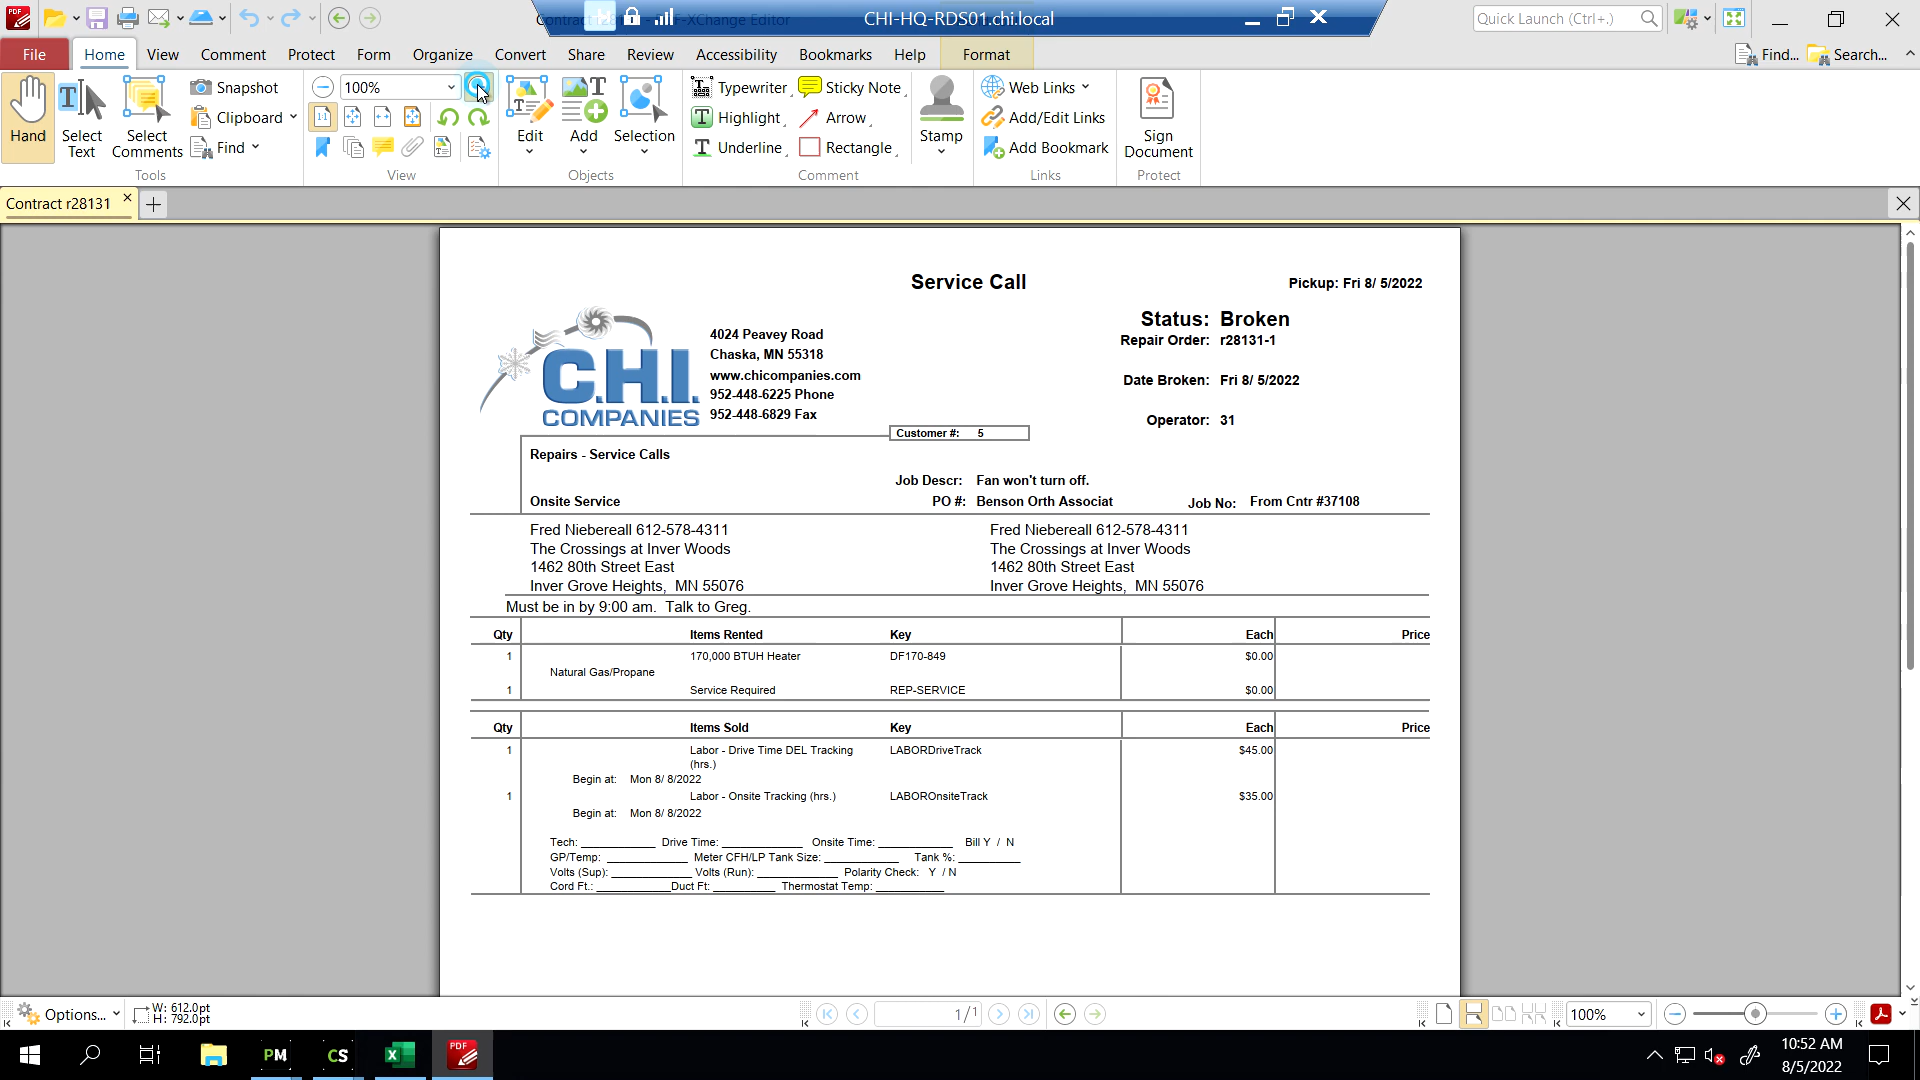 CHI-HQ-RDS01.chi.local
Quick Launch (Ctrl+.)
File Home View Comment Protect Form Organize Convert Share Review Accessibility Bookmarks Help Format Find... Search...
Hand
Select Text
Select Comments
Snapshot
Clipboard
Find
Tools
100%
View
Edit
Add
Selection
Objects
Typewriter
Sticky Note
Highlight
Arrow
Underline
Rectangle
Comment
Stamp
Web Links
Add/Edit Links
Add Bookmark
Links
Sign Document
Protect
Contract r28131
Service Call
Pickup: Fri 8/ 5/2022
C.H.I.
COMPANIES
4024 Peavey Road
Chaska, MN 55318
www.chicompanies.com
952-448-6225 Phone
952-448-6829 Fax
Status: Broken
Repair Order: r28131-1
Date Broken: Fri 8/ 5/2022
Operator: 31
Customer #: 5
Repairs - Service Calls
Job Descr: Fan won't turn off.
Onsite Service
PO #: Benson Orth Associat
Job No: From Cntr #37108
Fred Niebereall 612-578-4311
The Crossings at Inver Woods
1462 80th Street East
Inver Grove Heights, MN 55076
Fred Niebereall 612-578-4311
The Crossings at Inver Woods
1462 80th Street East
Inver Grove Heights, MN 55076
Must be in by 9:00 am. Talk to Greg.
Qty Items Rented Key Each Price
1 170,000 BTUH Heater DF170-849 $0.00
Natural Gas/Propane
1 Service Required REP-SERVICE $0.00
Qty Items Sold Key Each Price
1 Labor - Drive Time DEL Tracking LABORDriveTrack $45.00
(hrs.)
Begin at: Mon 8/ 8/2022
1 Labor - Onsite Tracking (hrs.) LABOROnsiteTrack $35.00
Begin at: Mon 8/ 8/2022
Tech: ____________ Drive Time: _____________ Onsite Time: ____________ Bill Y / N
GP/Temp: _____________ Meter CFH/LP Tank Size: ____________ Tank %: __________
Volts (Sup): _____________ Volts (Run): _____________ Polarity Check: Y / N
Cord Ft.: ____________Duct Ft: __________ Thermostat Temp: ___________
Options...
W: 612.0pt
H: 792.0pt
1/1
100%
PM
CS
10:52 AM
8/5/2022